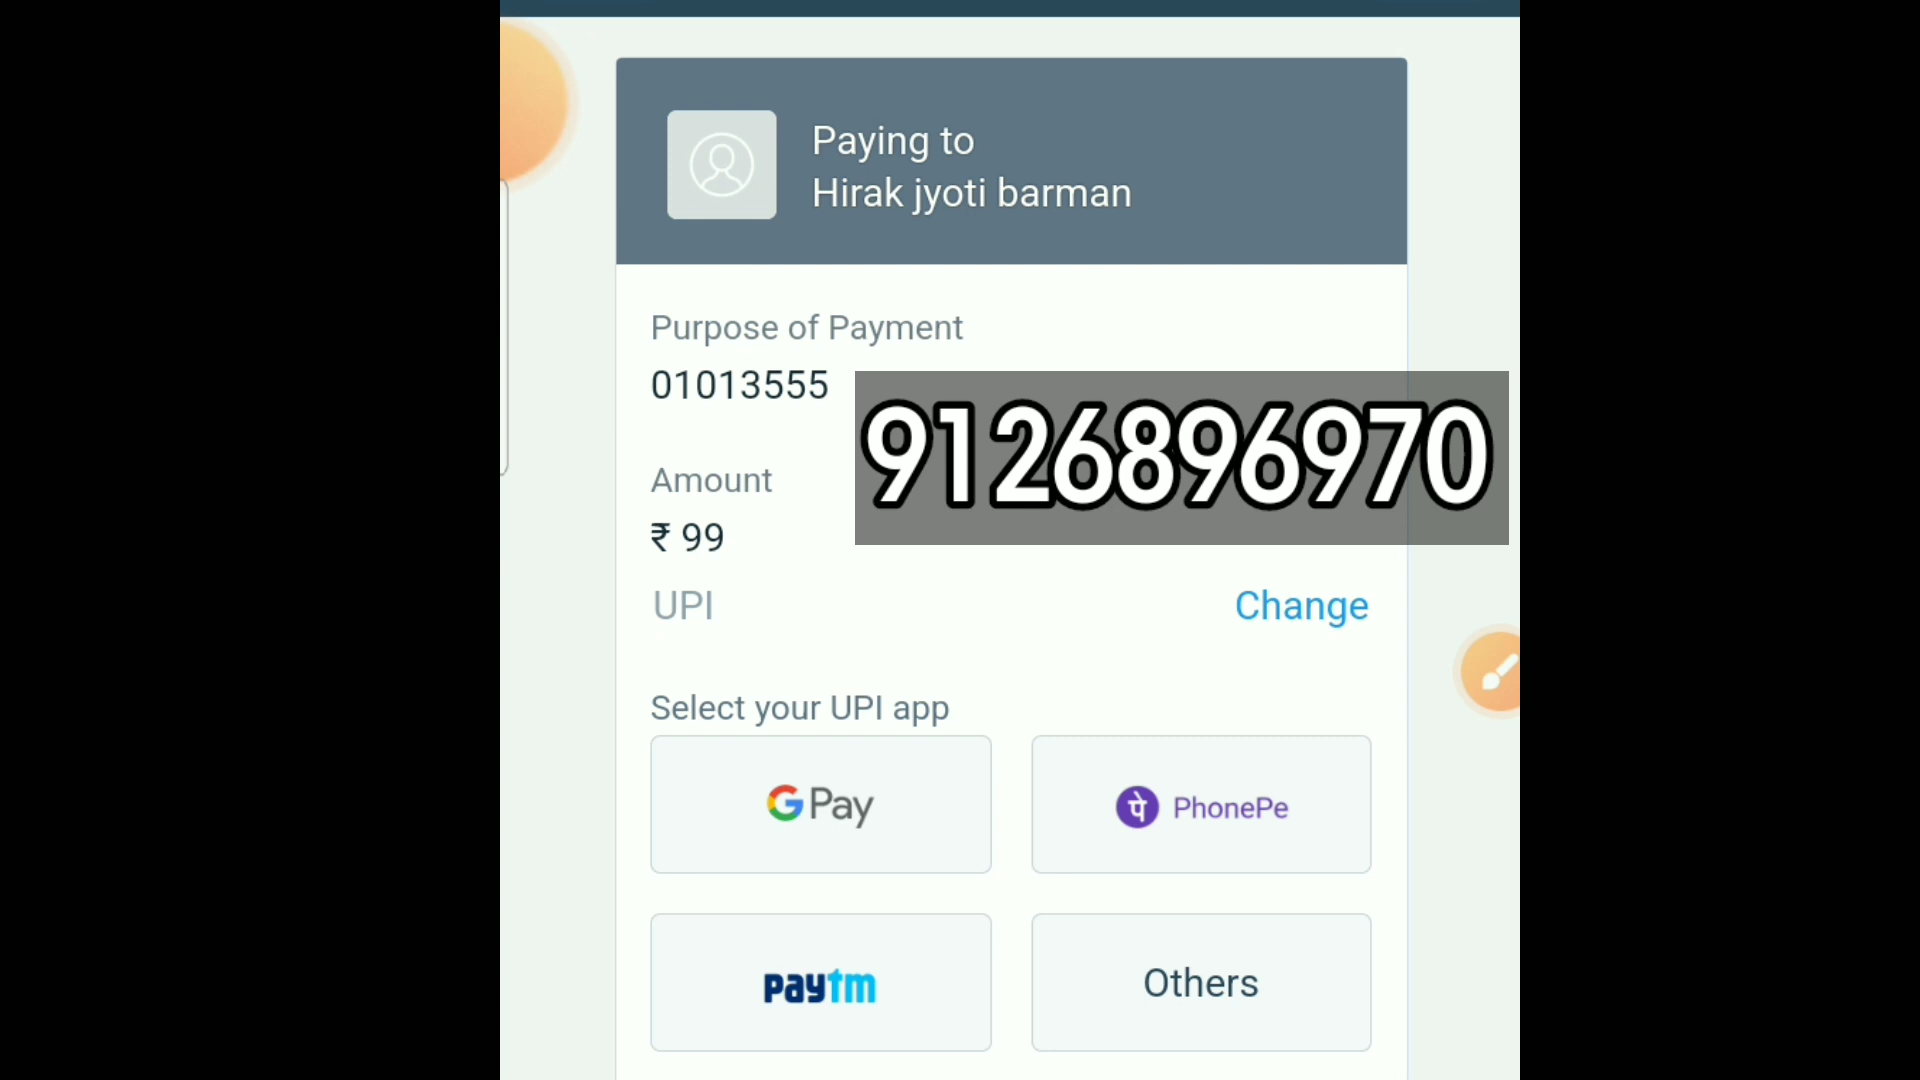 Paying to
Hirak jyoti barman
Purpose of Payment
01013555
9126896970
Amount
₹ 99
UPI
Change
Select your UPI app
G Pay
पे PhonePe
paytm
Others